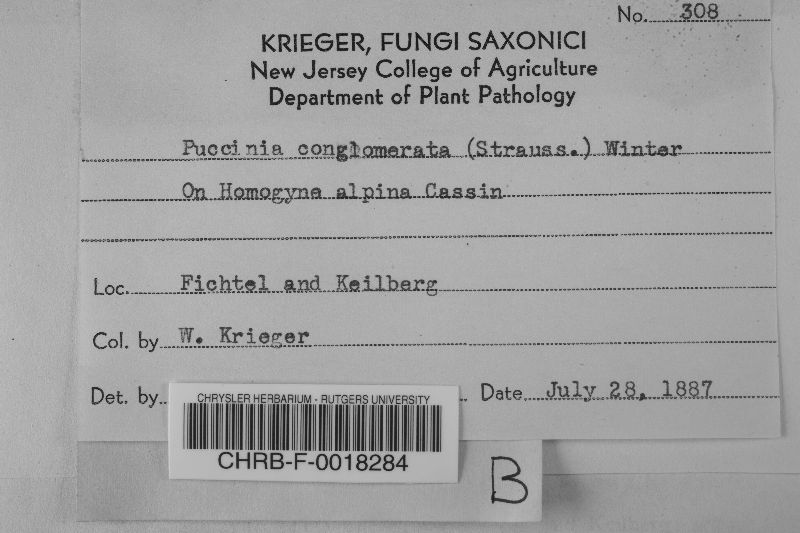 No. 308
KRIEGER, FUNGI SAXONICI
New Jersey College of Agriculture
Department of Plant Pathology
Puccinia conglomerata (Strauss.) Winter
On Homogyne alpina Cassin
Loc. Fichtel and Keilberg
Col. by W. Krieger
Det. by Date July 28, 1887
CHRYSLER HERBARIUM - RUTGERS UNIVERSITY
CHRB-F-0018284
B